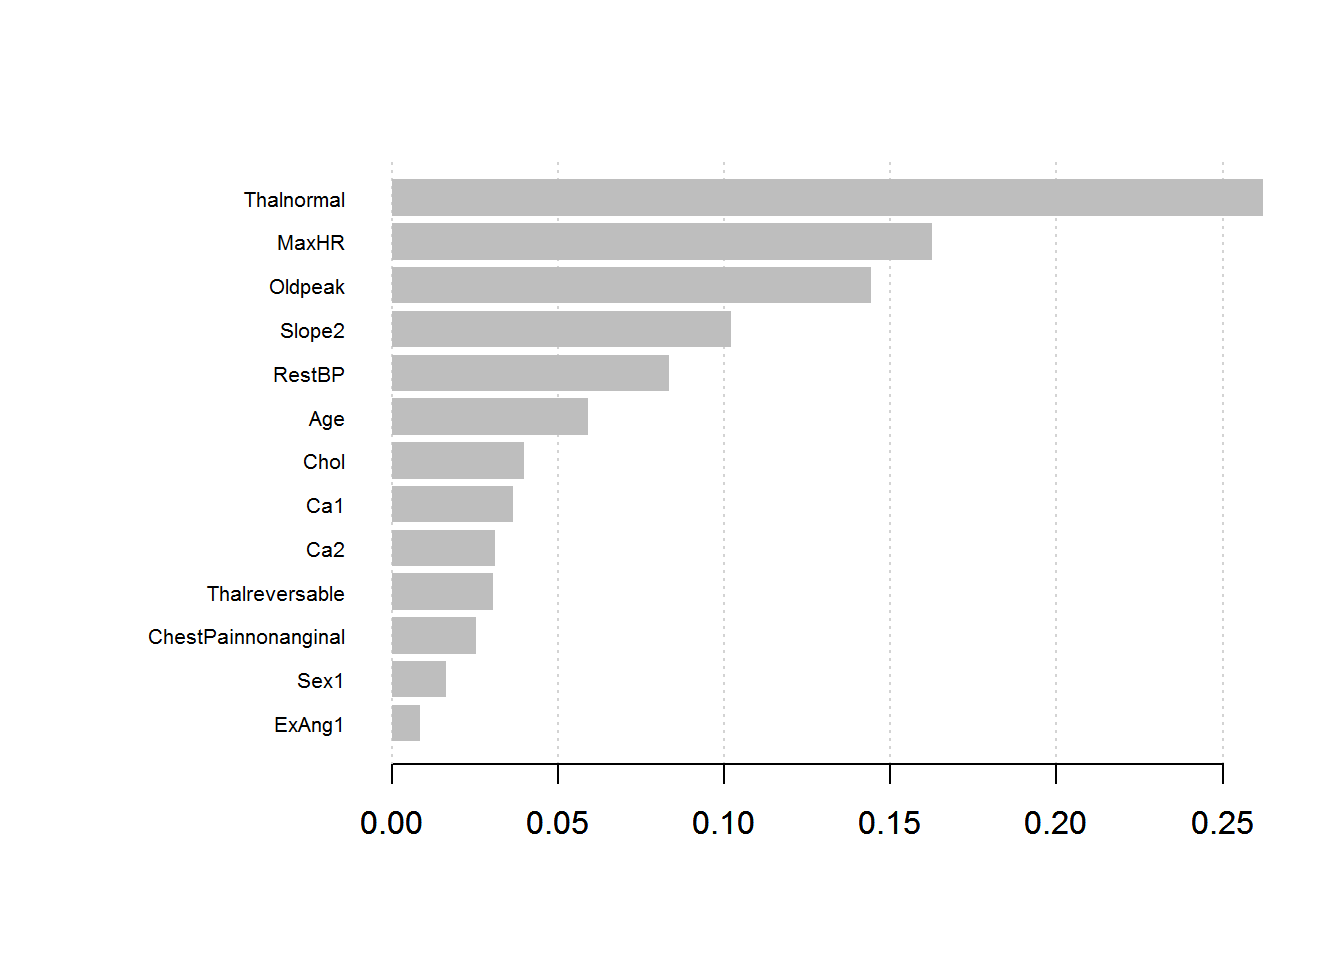 Thalnormal
MaxHR
Oldpeak
Slope2
RestBP
Age
Chol
Ca1
Ca2
Thalreversable
ChestPainnonanginal
Sex1
ExAng1
0.00 0.05 0.10 0.15 0.20 0.25